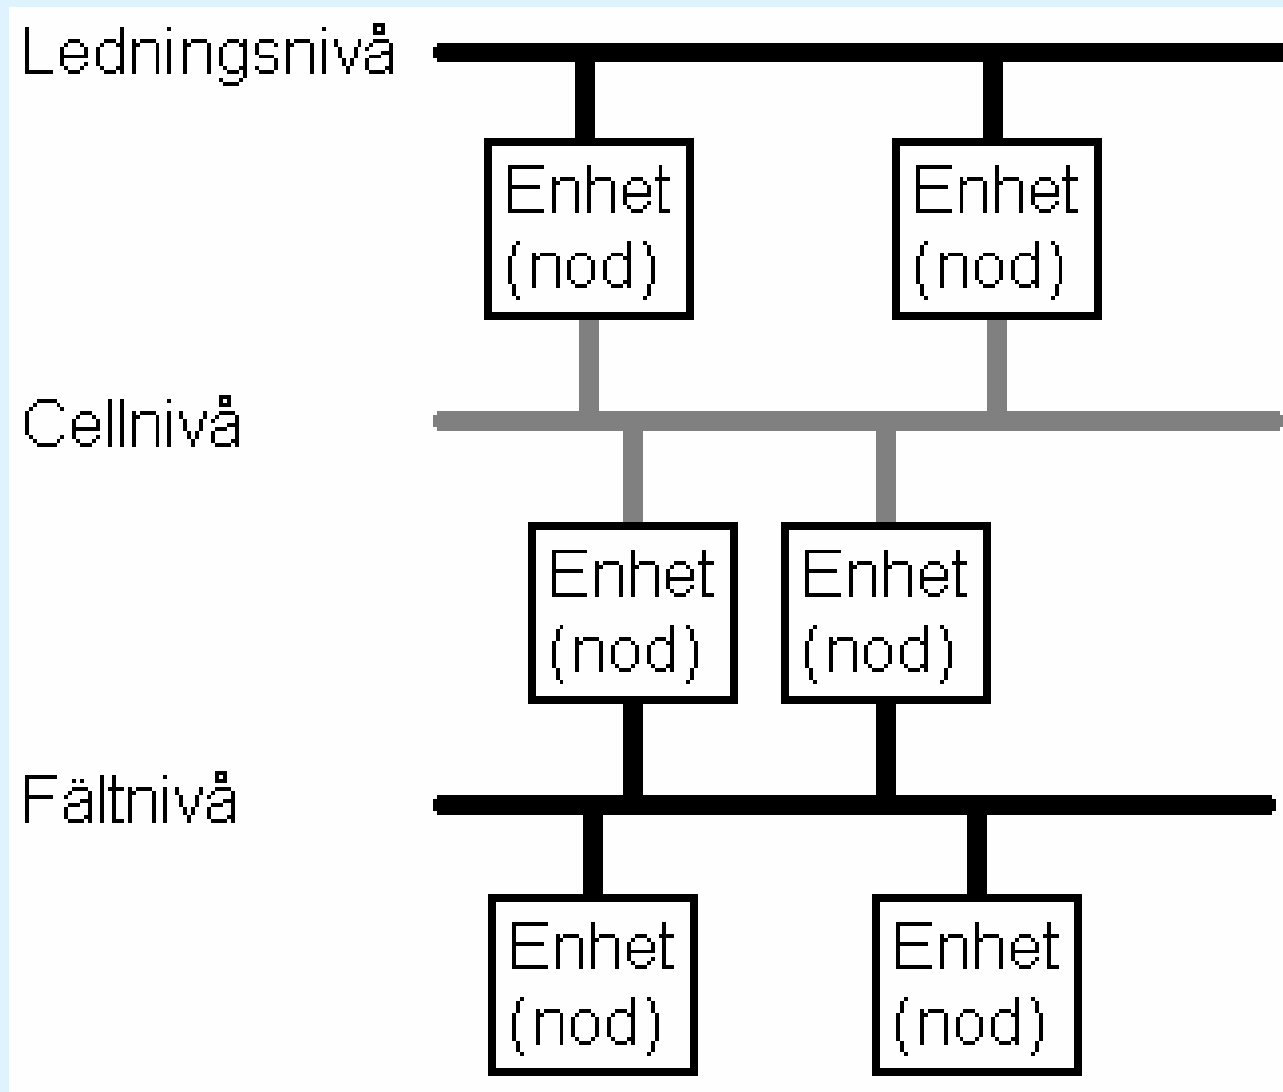 Ledningsnivå
Enhet
(nod)
Enhet
(nod)
Cellnivå
Enhet
(nod)
Enhet
(nod)
Fältnivå
Enhet
(nod)
Enhet
(nod)